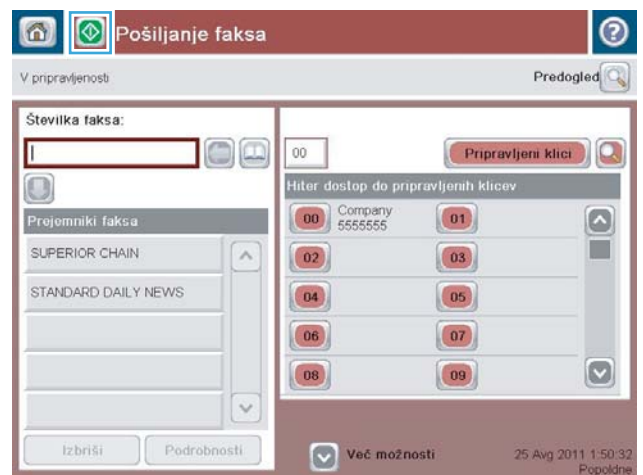 Pošiljanje faksa
V pripravljenosti
Predogled
Številka faksa:
00
Pripravljeni klici
Hiter dostop do pripravljenih klicev
Prejemniki faksa
SUPERIOR CHAIN
STANDARD DAILY NEWS
00 Company 01
5555555
02 03
04 05
06 07
08 09
Izbriši Podrobnosti
Več možnosti
25 Avg 2011 1:50:32
Popoldne